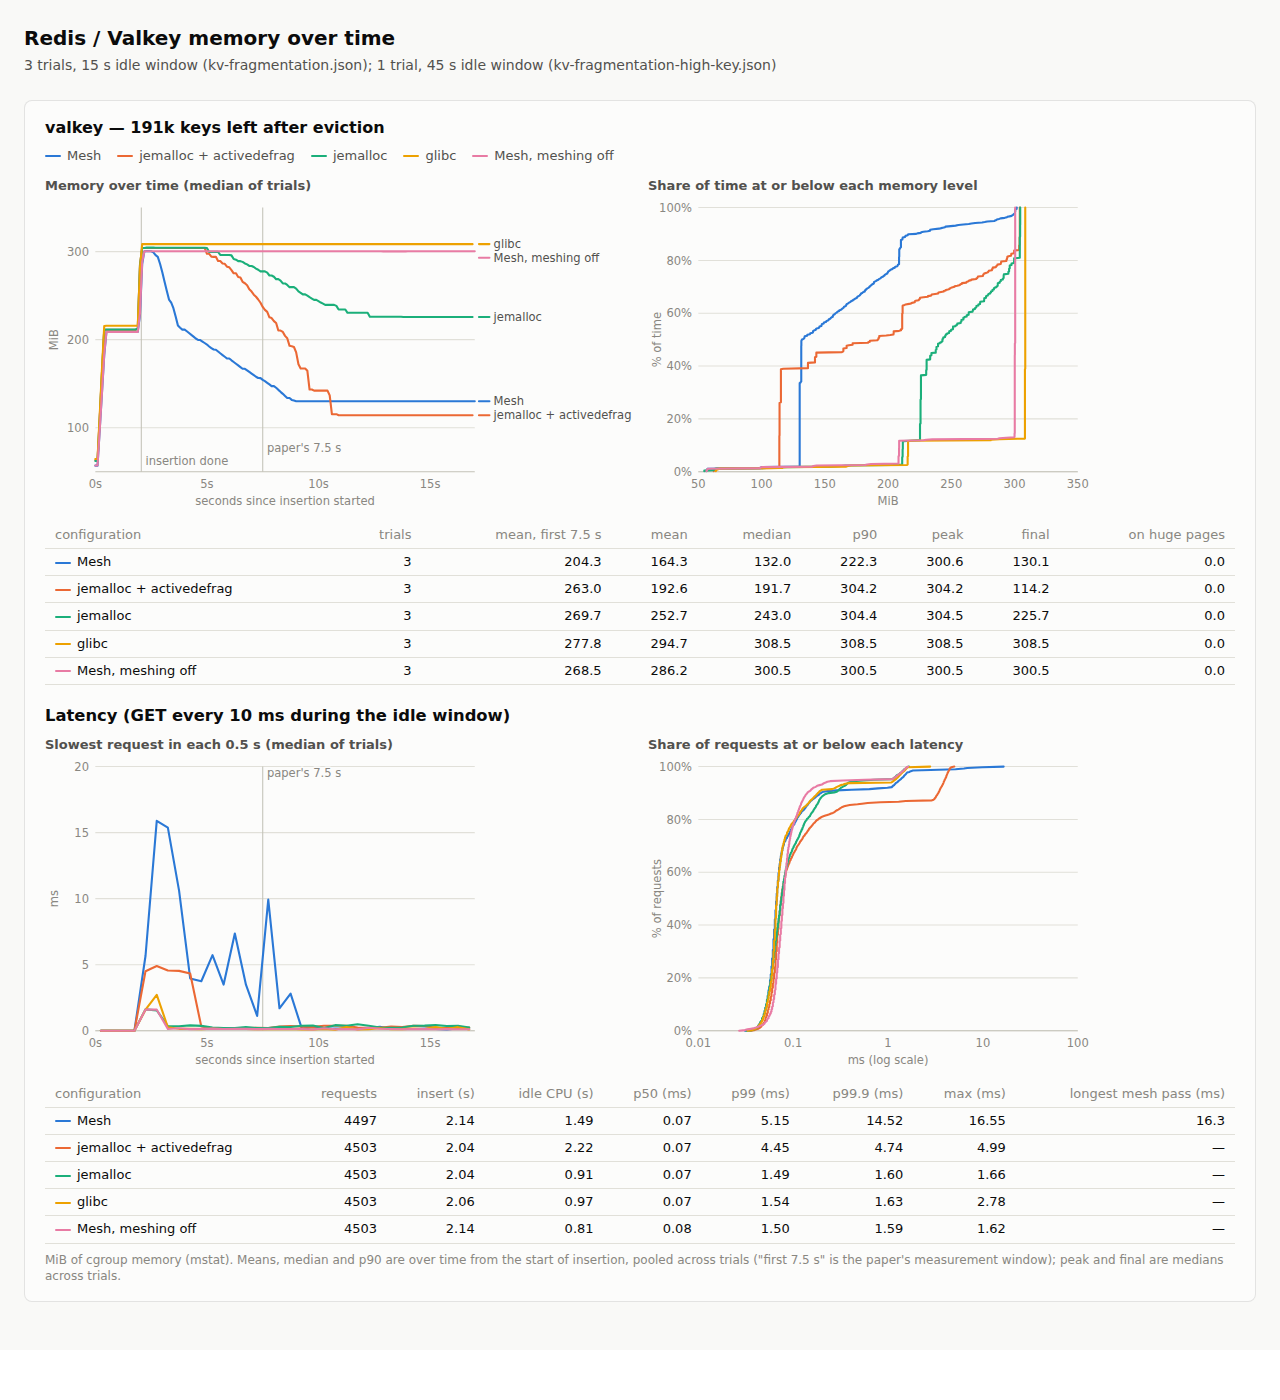 Redis / Valkey memory over time
3 trials, 15 s idle window (kv-fragmentation.json); 1 trial, 45 s idle window (kv-fragmentation-high-key.json)
valkey — 191k keys left after eviction
Mesh jemalloc + activedefrag jemalloc glibc Mesh, meshing off
Memory over time (median of trials)
MiB
300
200
100
insertion done
paper's 7.5 s
glibc
Mesh, meshing off
jemalloc
Mesh
jemalloc + activedefrag
0s 5s 10s 15s
seconds since insertion started
Share of time at or below each memory level
% of time
100%
80%
60%
40%
20%
0%
50 100 150 200 250 300 350
MiB
configuration trials mean, first 7.5 s mean median p90 peak final on huge pages
Mesh 3 204.3 164.3 132.0 222.3 300.6 130.1 0.0
jemalloc + activedefrag 3 263.0 192.6 191.7 304.2 304.2 114.2 0.0
jemalloc 3 269.7 252.7 243.0 304.4 304.5 225.7 0.0
glibc 3 277.8 294.7 308.5 308.5 308.5 308.5 0.0
Mesh, meshing off 3 268.5 286.2 300.5 300.5 300.5 300.5 0.0
Latency (GET every 10 ms during the idle window)
Slowest request in each 0.5 s (median of trials)
ms
20
15
10
5
0
paper's 7.5 s
0s 5s 10s 15s
seconds since insertion started
Share of requests at or below each latency
% of requests
100%
80%
60%
40%
20%
0%
0.01 0.1 1 10 100
ms (log scale)
configuration requests insert (s) idle CPU (s) p50 (ms) p99 (ms) p99.9 (ms) max (ms) longest mesh pass (ms)
Mesh 4497 2.14 1.49 0.07 5.15 14.52 16.55 16.3
jemalloc + activedefrag 4503 2.04 2.22 0.07 4.45 4.74 4.99 —
jemalloc 4503 2.04 0.91 0.07 1.49 1.60 1.66 —
glibc 4503 2.06 0.97 0.07 1.54 1.63 2.78 —
Mesh, meshing off 4503 2.14 0.81 0.08 1.50 1.59 1.62 —
MiB of cgroup memory (mstat). Means, median and p90 are over time from the start of insertion, pooled across trials ("first 7.5 s" is the paper's measurement window); peak and final are medians
across trials.